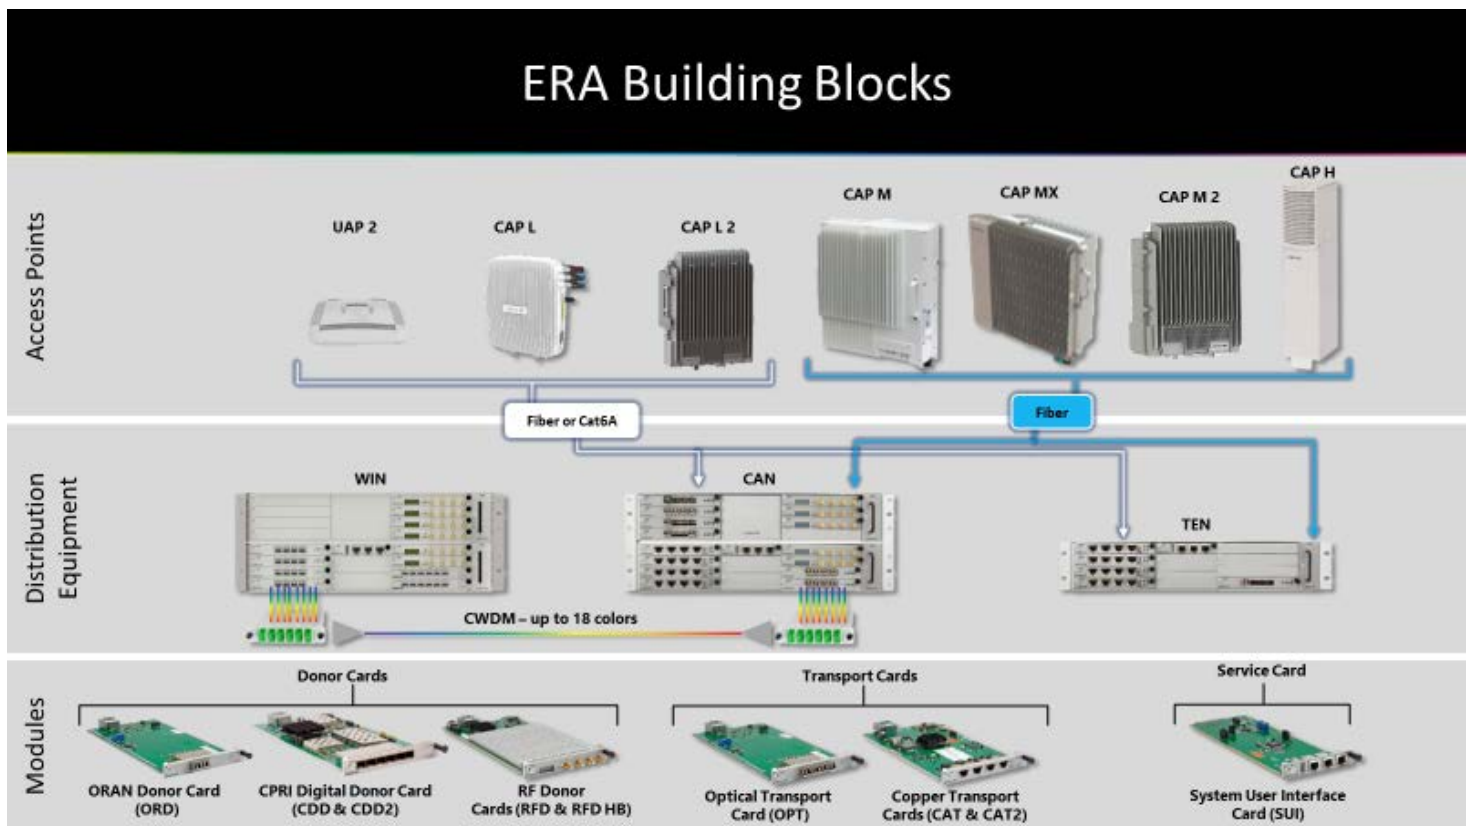 ERA Building Blocks
Access Points
UAP 2
CAP L
CAP L 2
CAP M
CAP MX
CAP M 2
CAP H
Fiber or Cat6A
Fiber
Distribution
Equipment
WIN
CAN
TEN
CWDM – up to 18 colors
Modules
Donor Cards
ORAN Donor Card
(ORD)
CPRI Digital Donor Card
(CDD & CDD2)
RF Donor
Cards (RFD & RFD HB)
Transport Cards
Optical Transport
Card (OPT)
Copper Transport
Cards (CAT & CAT2)
Service Card
System User Interface
Card (SUI)